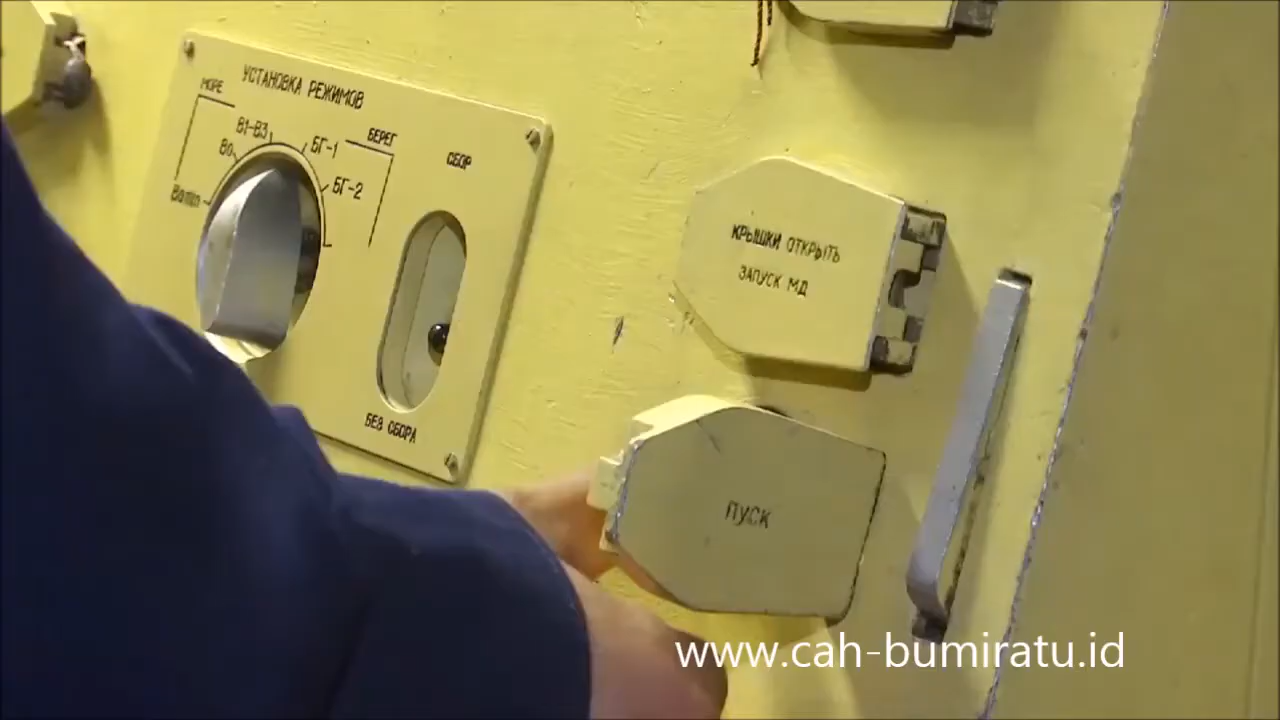 УСТАНОВКА РЕЖИМОВ
МОРЕ
В1-В3
Во
БЕРЕГ
БГ-1
БГ-2
СБОР
БЕЗ СБОРА
КРЫШКИ ОТКРЫТЬ
ЗАПУСК МД
ПУСК
www.cah-bumiratu.id